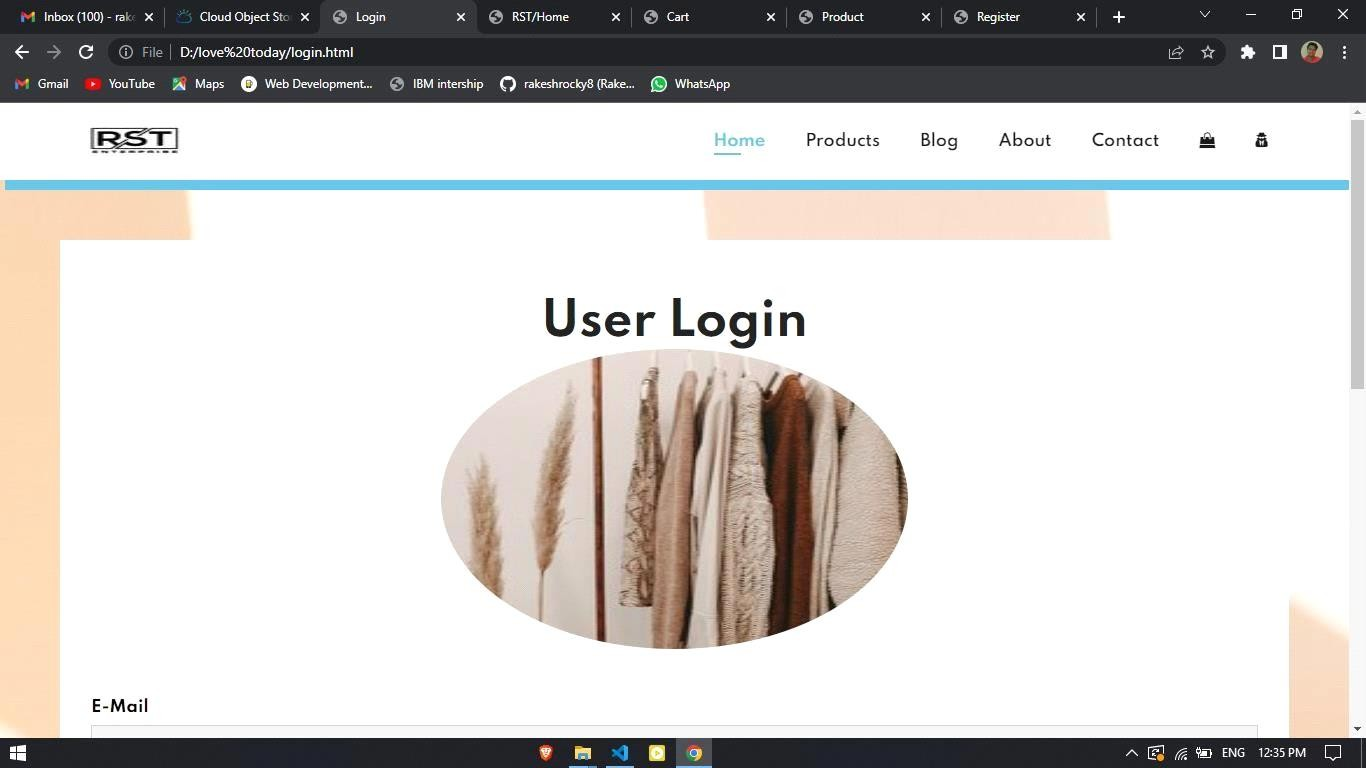 Inbox (100) - rake
Cloud Object Sto
Login
RST/Home
Cart
Product
Register
File
D:/love%20today/login.html
Gmail
YouTube
Maps
Web Development...
IBM intership
rakeshrocky8 (Rake...
WhatsApp
RST
ENTERPRISE
Home
Products
Blog
About
Contact
User Login
E-Mail
ENG
12:35 PM